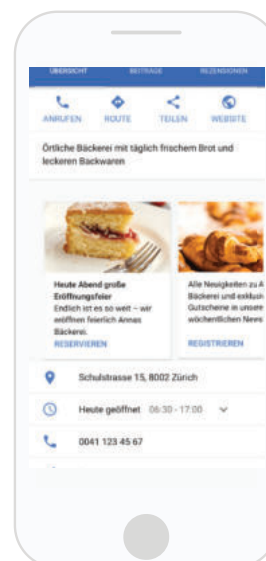 ÜBERSICHT BEITRÄGE REZENSIONEN
ANRUFEN ROUTE TEILEN WEBSITE
Örtliche Bäckerei mit täglich frischem Brot und
leckeren Backwaren
Heute Abend große
Eröffnungsfeier
Endlich ist es so weit – wir
eröffnen feierlich Annas
Bäckerei.
RESERVIEREN
Alle Neuigkeiten zu A
Bäckerei und exklusiv
Gutscheine in unsere
wöchentlichen News
REGISTRIEREN
Schulstrasse 15, 8002 Zürich
Heute geöffnet 06:30 - 17:00
0041 123 45 67